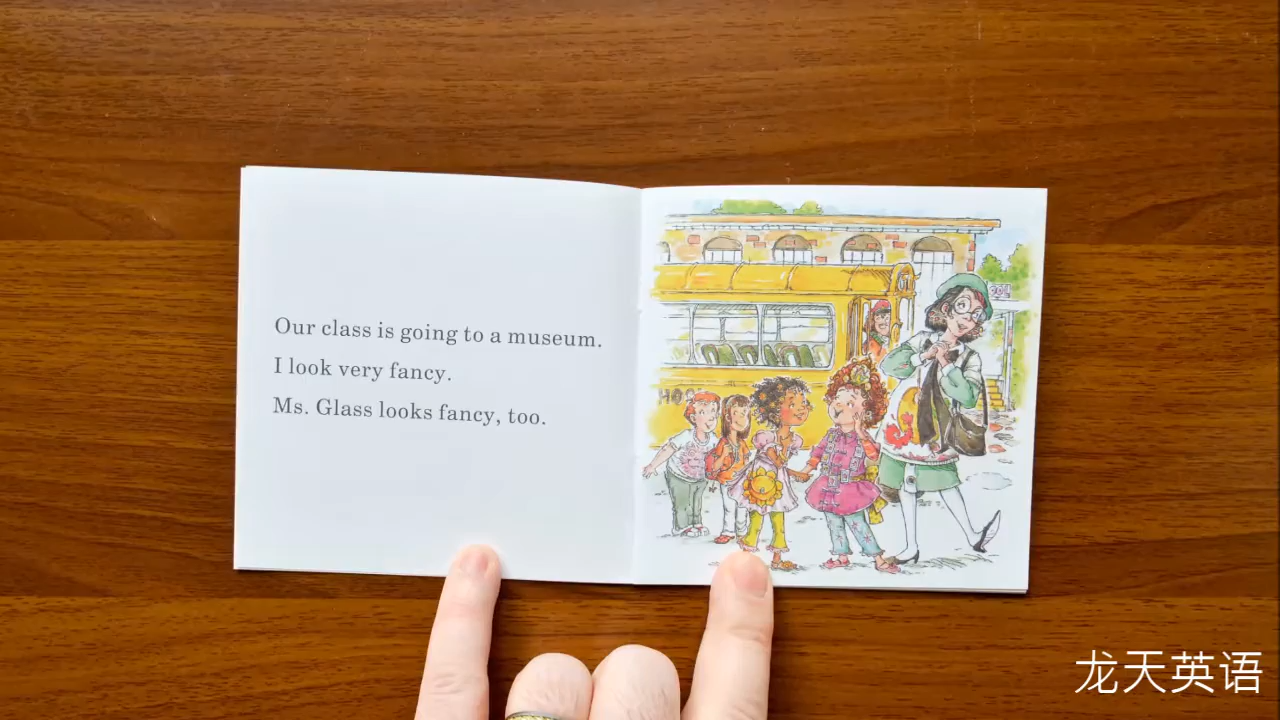 Our class is going to a museum.
I look very fancy.
Ms. Glass looks fancy, too.
龙天英语